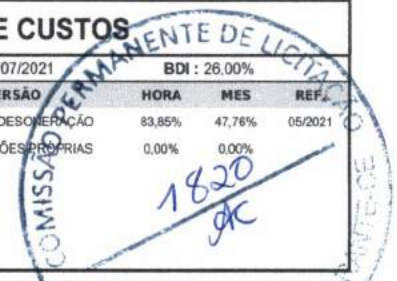 E CUSTOS
07/2021 BDI : 26,00%
ERSÃO HORA MES REF.
DESONERAÇÃO 83,85% 47,76% 05/2021
ÕES PRÓPRIAS 0,00% 0,00%
COMISSÃO PERMANENTE DE LICITAÇÃO
1820